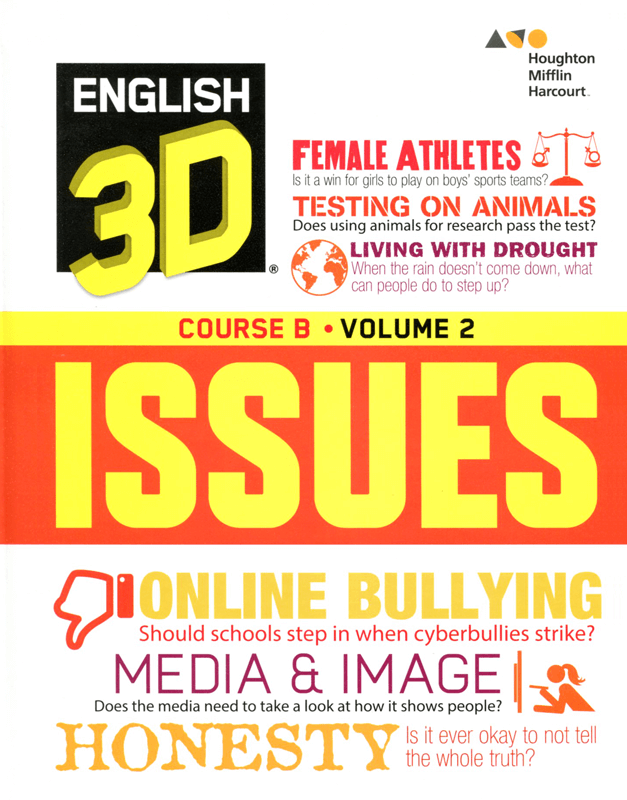 Houghton
Mifflin
Harcourt™
ENGLISH
3D®
FEMALE ATHLETES
Is it a win for girls to play on boys' sports teams?
TESTING ON ANIMALS
Does using animals for research pass the test?
LIVING WITH DROUGHT
When the rain doesn't come down, what
can people do to step up?
COURSE B • VOLUME 2
ISSUES
ONLINE BULLYING
Should schools step in when cyberbullies strike?
MEDIA & IMAGE
Does the media need to take a look at how it shows people?
HONESTY
Is it ever okay to not tell
the whole truth?